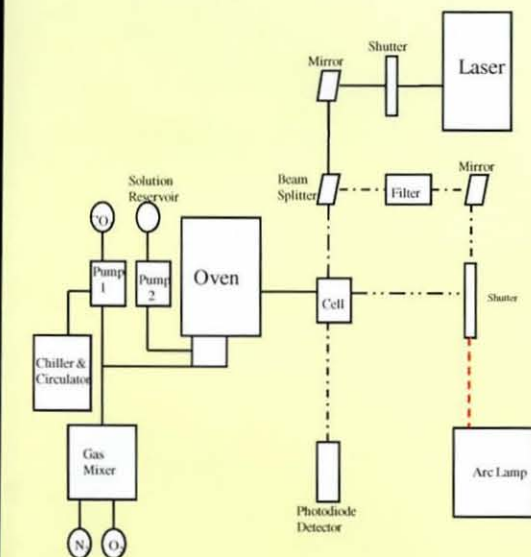 Shutter
Mirror
Laser
Beam
Splitter
Filter
Mirror
Solution
Reservoir
Pump
1
Pump
2
Oven
Cell
Shutter
Chiller &
Circulator
Gas
Mixer
Arc Lamp
Photodiode
Detector
N
O